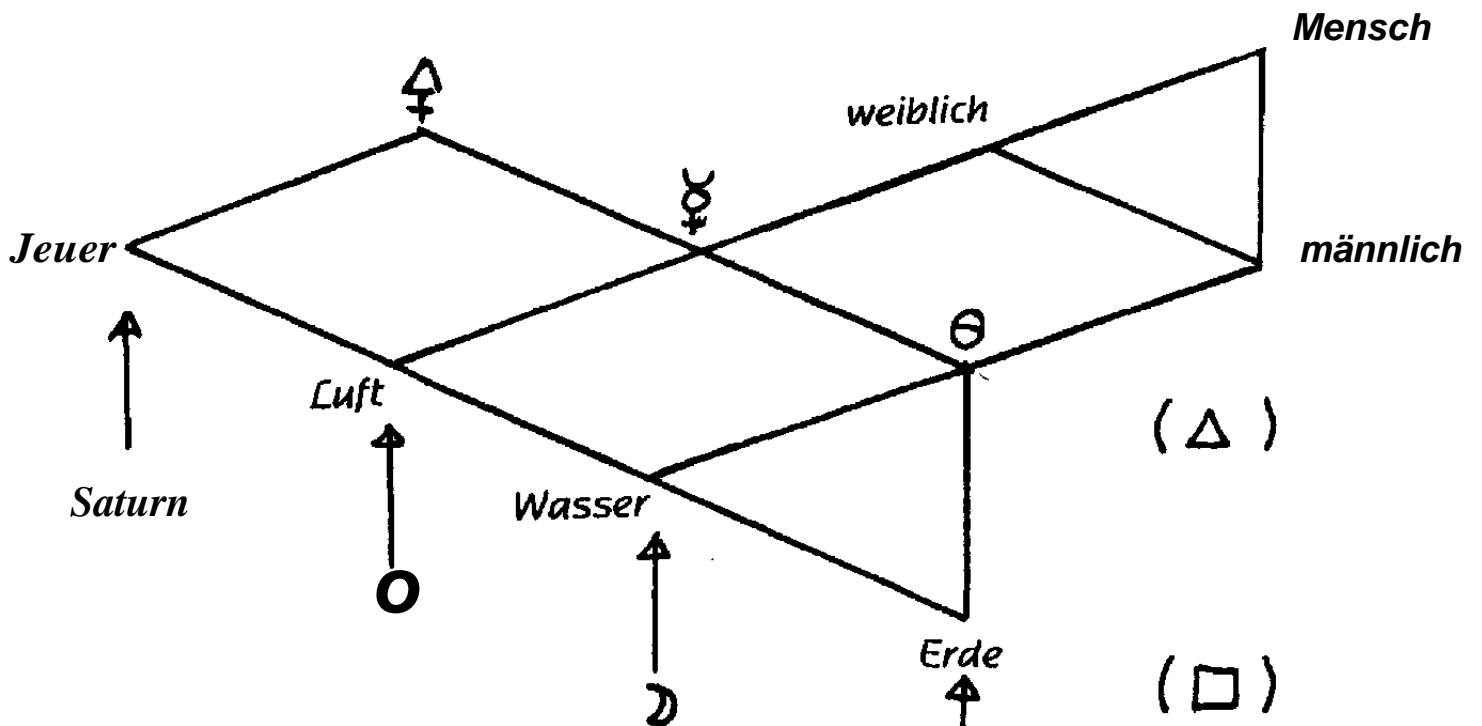 Mensch
weiblich
Jeuer
männlich
Luft
Saturn
Wasser
O
Erde